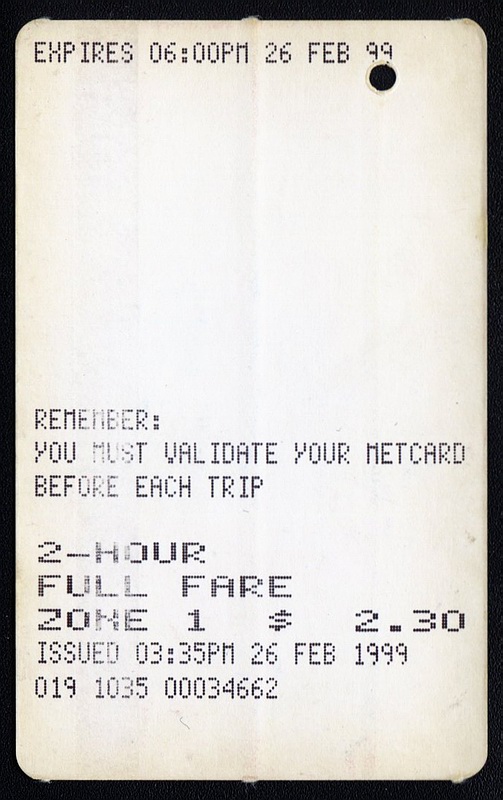 EXPIRES 06:00PM 26 FEB 99
REMEMBER:
YOU MUST VALIDATE YOUR METCARD
BEFORE EACH TRIP
2-HOUR
FULL FARE
ZONE 1 $ 2.30
ISSUED 03:35PM 26 FEB 1999
019 1035 00034662